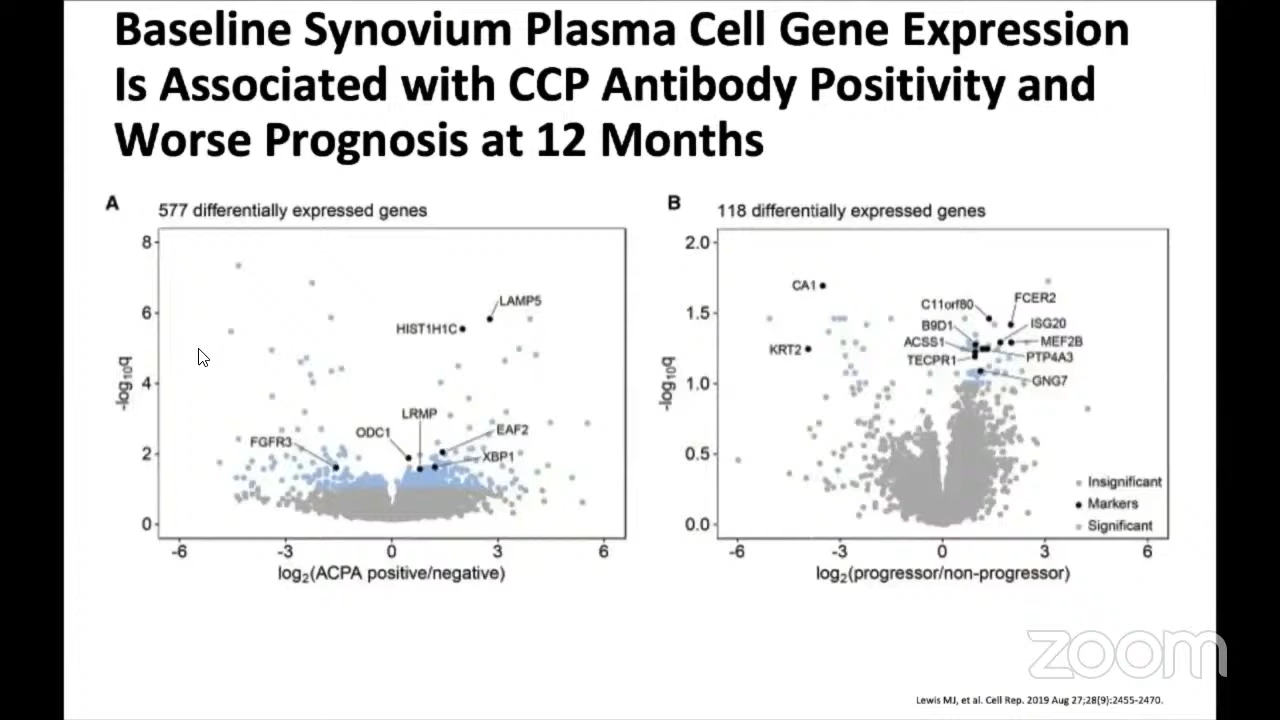 Baseline Synovium Plasma Cell Gene Expression
Is Associated with CCP Antibody Positivity and
Worse Prognosis at 12 Months
A
577 differentially expressed genes
8
6
4
2
0
-log10q
LAMP5
HIST1H1C
LRMP
ODC1
EAF2
FGFR3
XBP1
-6 -3 0 3 6
log2(ACPA positive/negative)
B
118 differentially expressed genes
2.0
1.5
1.0
0.5
0.0
-log10q
CA1
FCER2
C11orf80
B9D1
ISG20
ACSS1
MEF2B
KRT2
TECPR1
PTP4A3
GNG7
Insignificant
Markers
Significant
-6 -3 0 3 6
log2(progressor/non-progressor)
zoom
Lewis MJ, et al. Cell Rep. 2019 Aug 27;28(9):2455-2470.